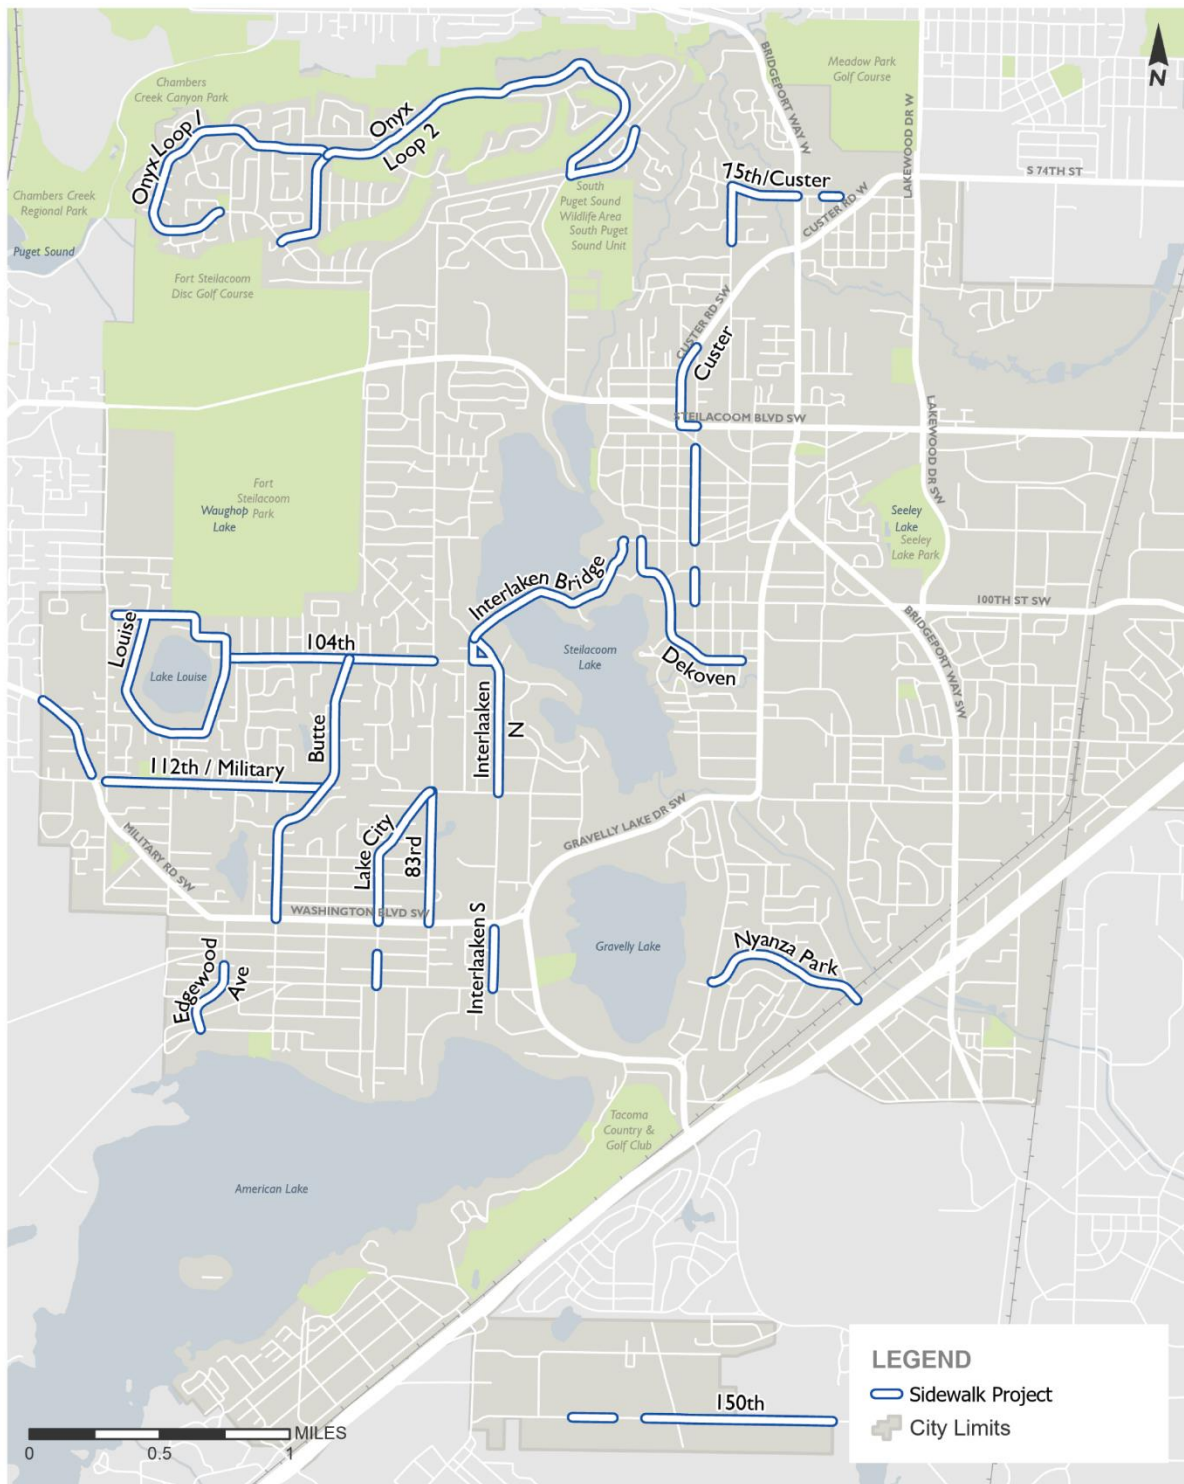 N
Meadow Park
Golf Course
BRIDGEPORT WAY W
LAKEWOOD DR W
Chambers
Creek Canyon Park
Onyx
Loop 2
Onyx Loop 1
75th/Custer
S 74TH ST
Chambers Creek
Regional Park
South
Puget Sound
Wildlife Area
South Puget
Sound Unit
CUSTER RD W
Puget Sound
Fort Steilacoom
Disc Golf Course
CUSTER RD SW
Custer
STEILACOOM BLVD SW
LAKEWOOD DR SW
Fort
Steilacoom
Park
Waughop
Lake
Seeley
Lake
Seeley
Lake Park
Interlaken Bridge
100TH ST SW
Louise
104th
Steilacoom
Lake
Dekoven
BRIDGEPORT WAY SW
Lake Louise
Interlaaken
N
Butte
112th / Military
MILITARY RD SW
Lake City
83rd
GRAVELLY LAKE DR SW
WASHINGTON BLVD SW
Interlaaken S
Gravelly Lake
Nyanza Park
Edgewood
Ave
Tacoma
Country &
Golf Club
American Lake
150th
LEGEND
Sidewalk Project
City Limits
MILES
0
0.5
1